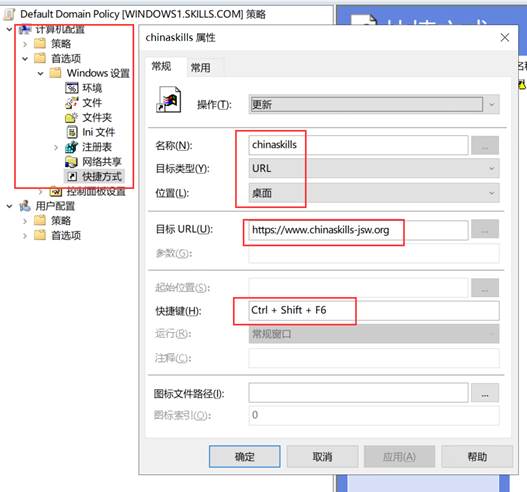 Default Domain Policy [WINDOWS1.SKILLS.COM] 策略
计算机配置
策略
首选项
Windows 设置
环境
文件
文件夹
Ini 文件
注册表
网络共享
快捷方式
控制面板设置
用户配置
策略
首选项
chinaskills 属性
常规
常用
操作(T):
更新
名称(N):
chinaskills
...
目标类型(Y):
URL
位置(L):
桌面
目标 URL(U):
https://www.chinaskills-jsw.org
...
参数(G):
起始位置(S):
...
快捷键(H):
Ctrl + Shift + F6
运行(R):
常规窗口
注释(C):
图标文件路径(I):
...
图标索引(O):
0
确定
取消
应用(A)
帮助